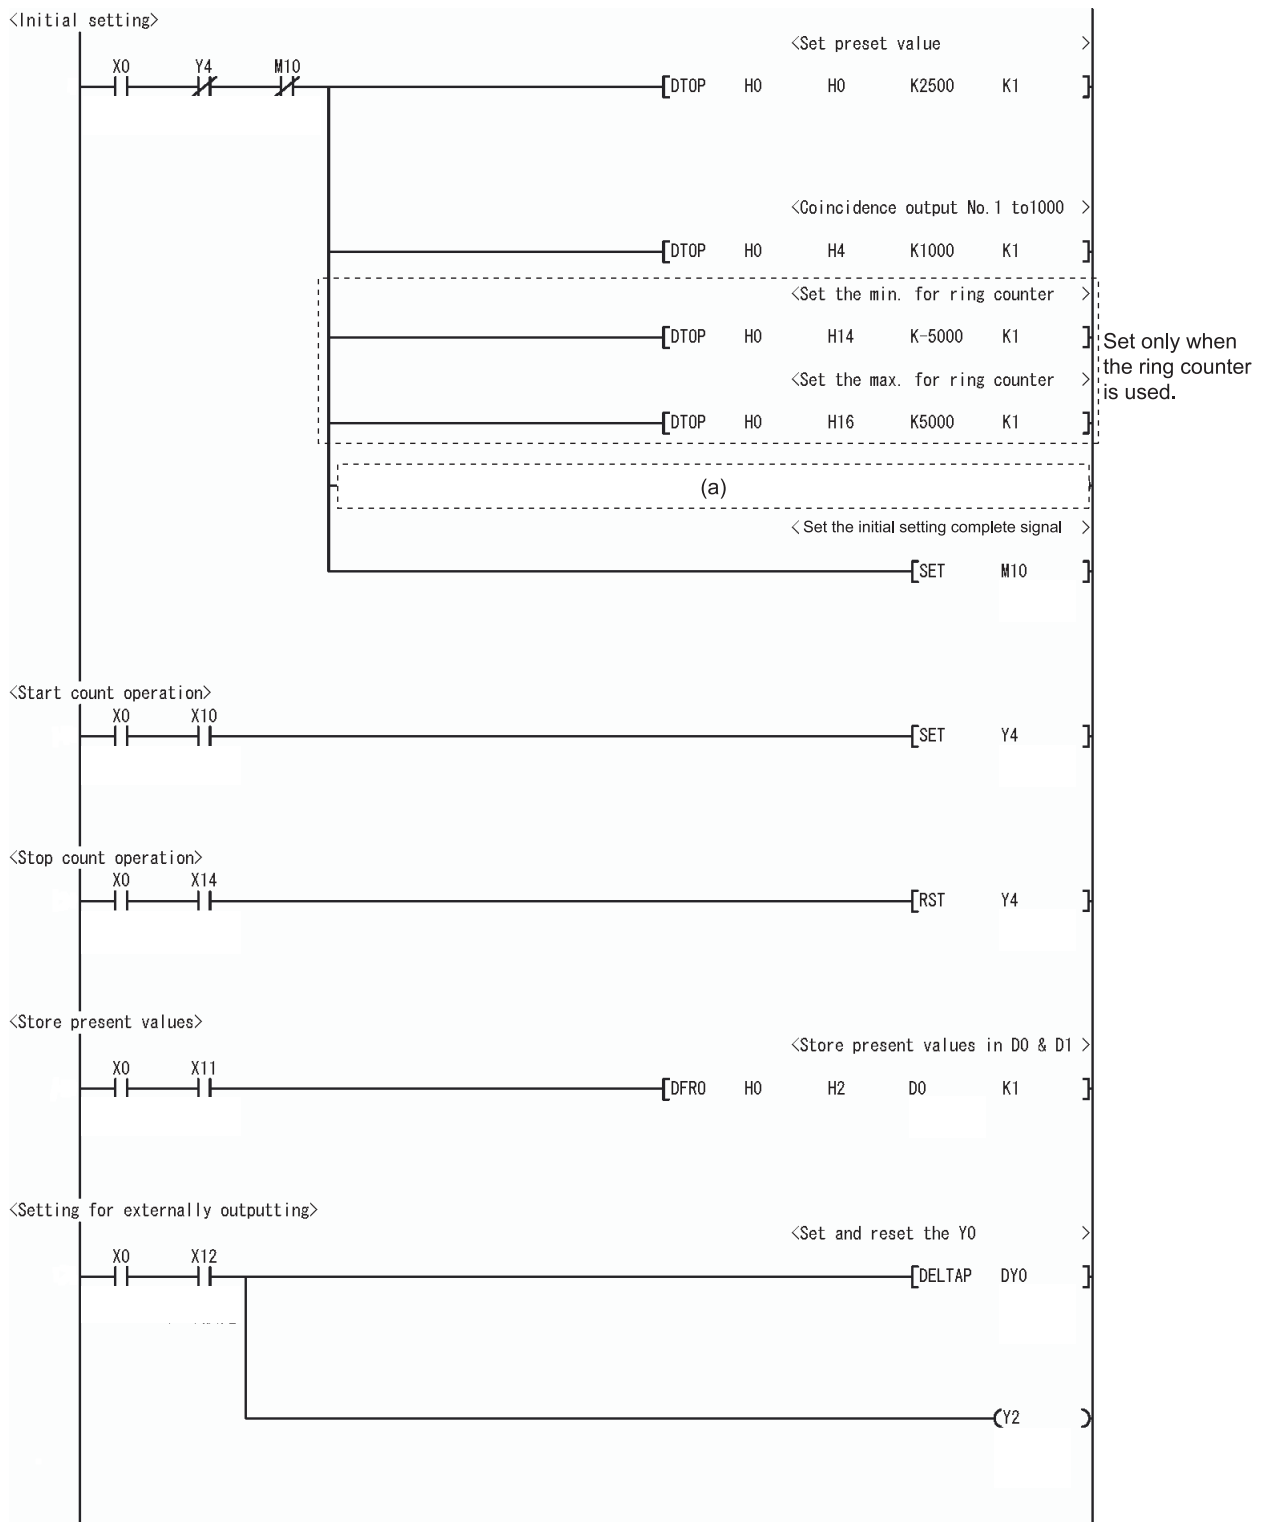 <Initial setting>
<Set preset value >
X0 Y4 M10
[DTOP H0 H0 K2500 K1 ]
<Coincidence output No.1 to1000 >
[DTOP H0 H4 K1000 K1 ]
<Set the min. for ring counter >
[DTOP H0 H14 K-5000 K1 ]
Set only when
the ring counter
is used.
<Set the max. for ring counter >
[DTOP H0 H16 K5000 K1 ]
(a)
< Set the initial setting complete signal >
[SET M10 ]
<Start count operation>
X0 X10
[SET Y4 ]
<Stop count operation>
X0 X14
[RST Y4 ]
<Store present values>
<Store present values in D0 & D1 >
X0 X11
[DFRO H0 H2 D0 K1 ]
<Setting for externally outputting>
<Set and reset the Y0 >
X0 X12
[DELTAP DY0 ]
(Y2 )